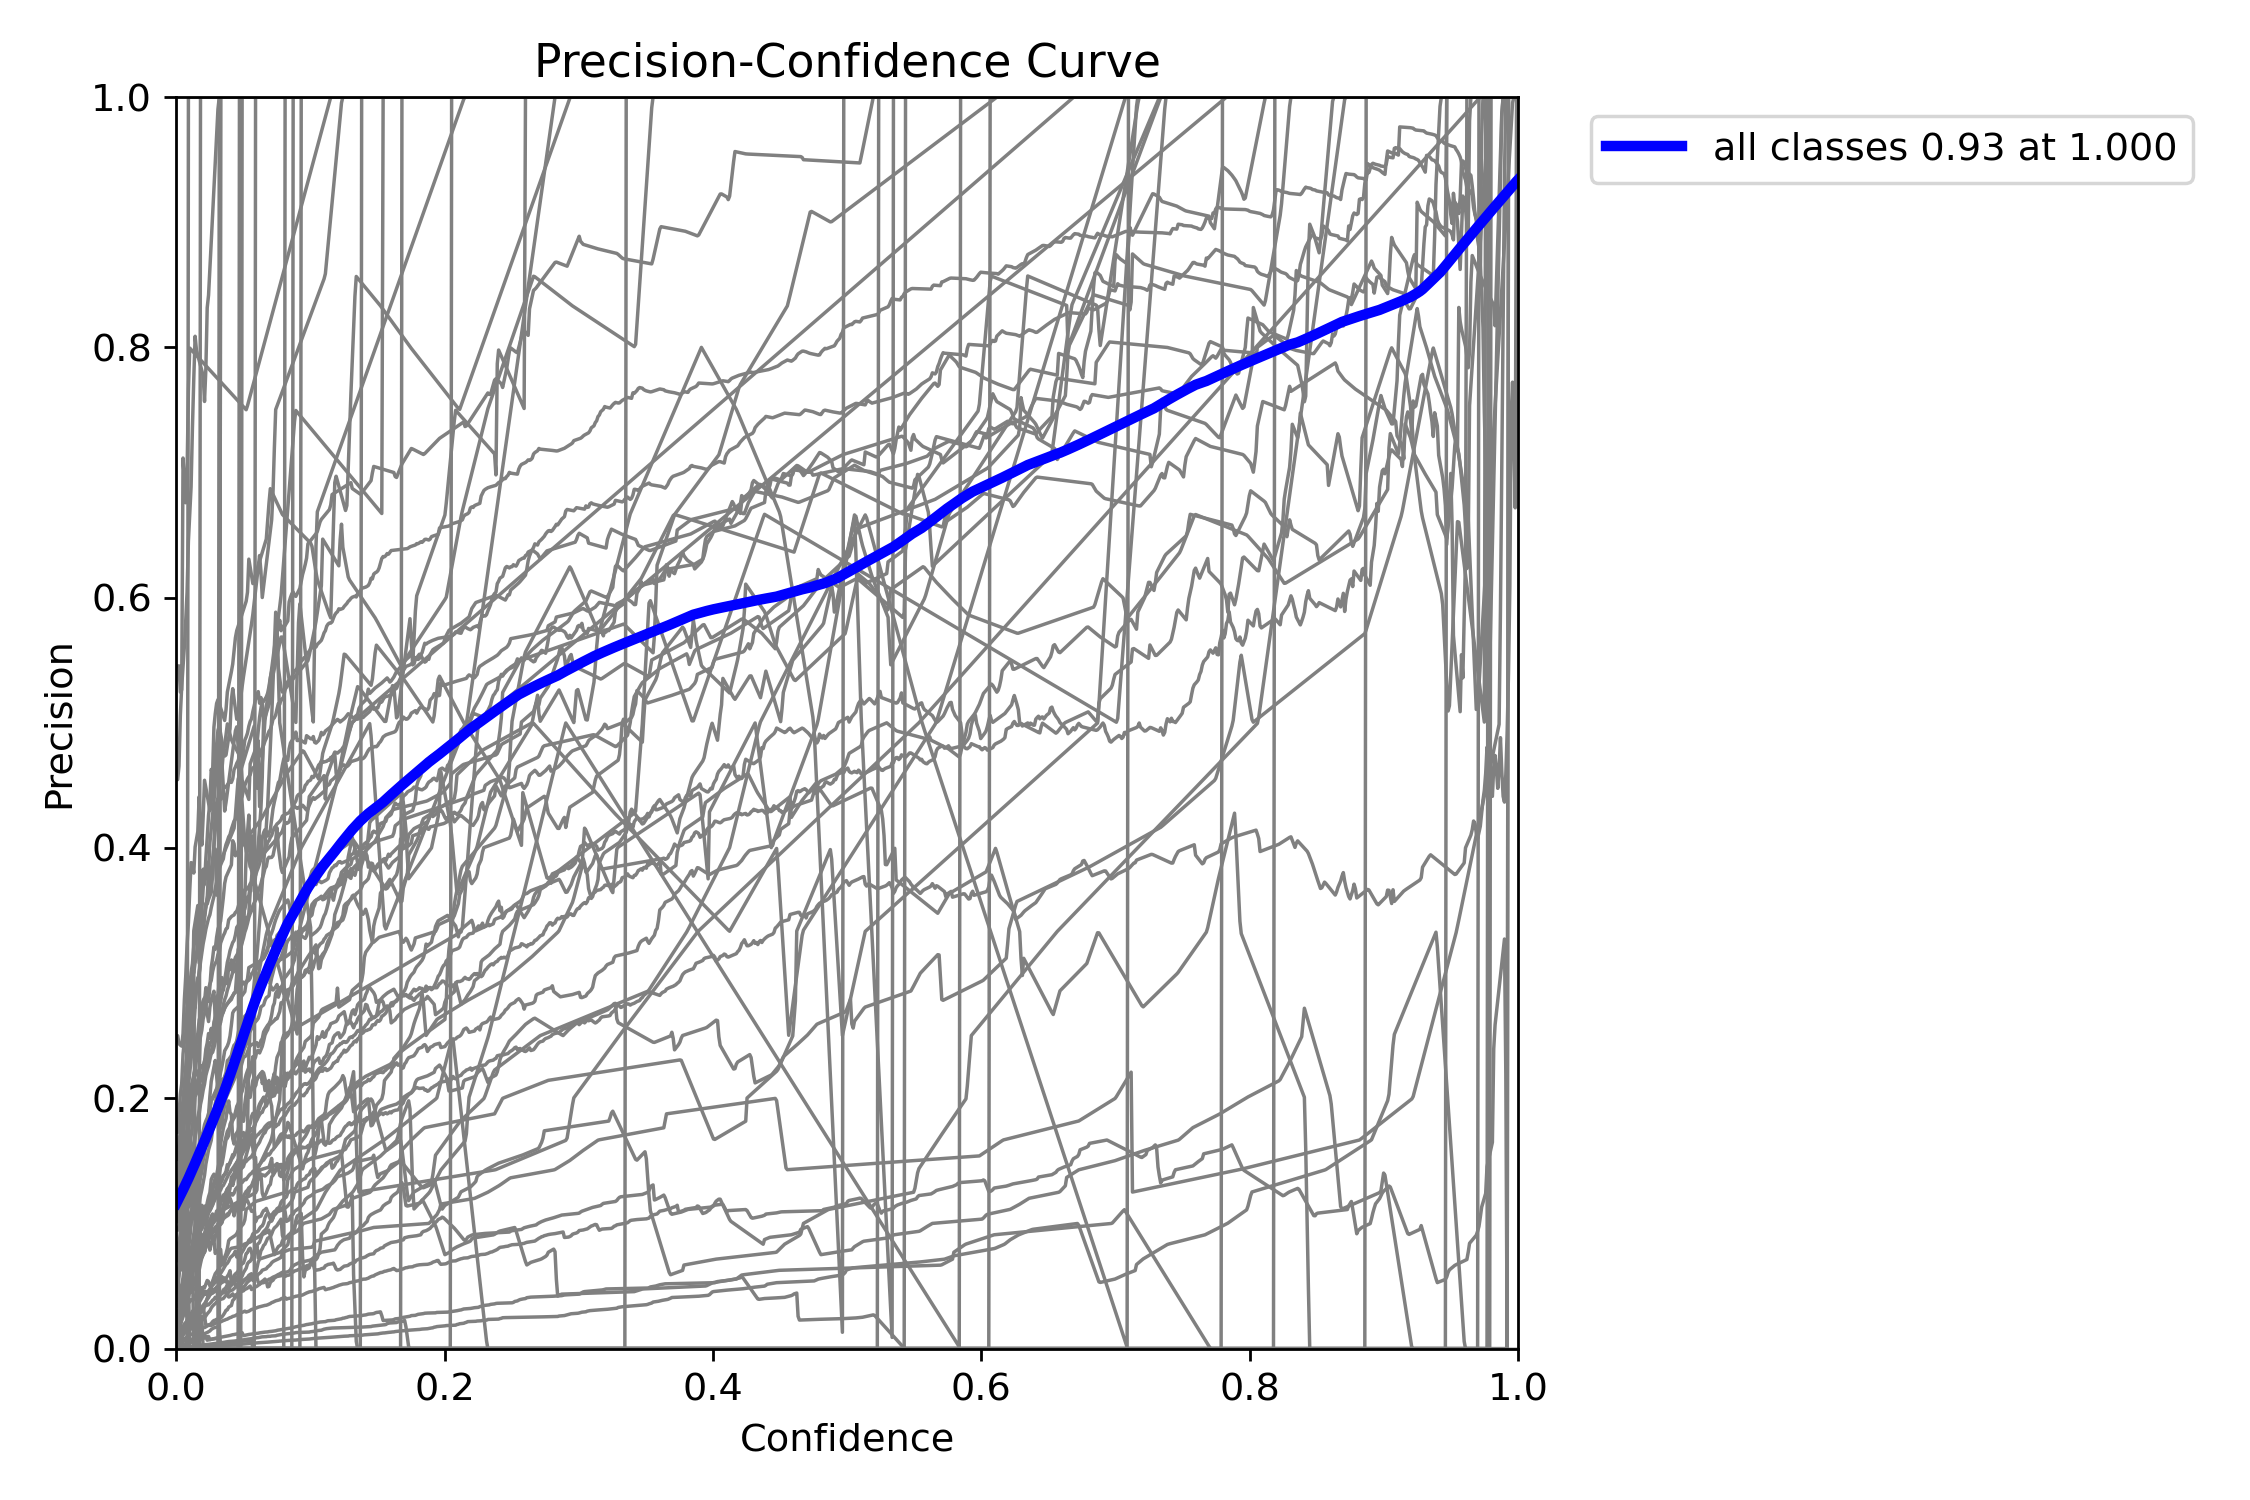 Precision-Confidence Curve
all classes 0.93 at 1.000
Precision
1.0
0.8
0.6
0.4
0.2
0.0
0.0 0.2 0.4 0.6 0.8 1.0
Confidence